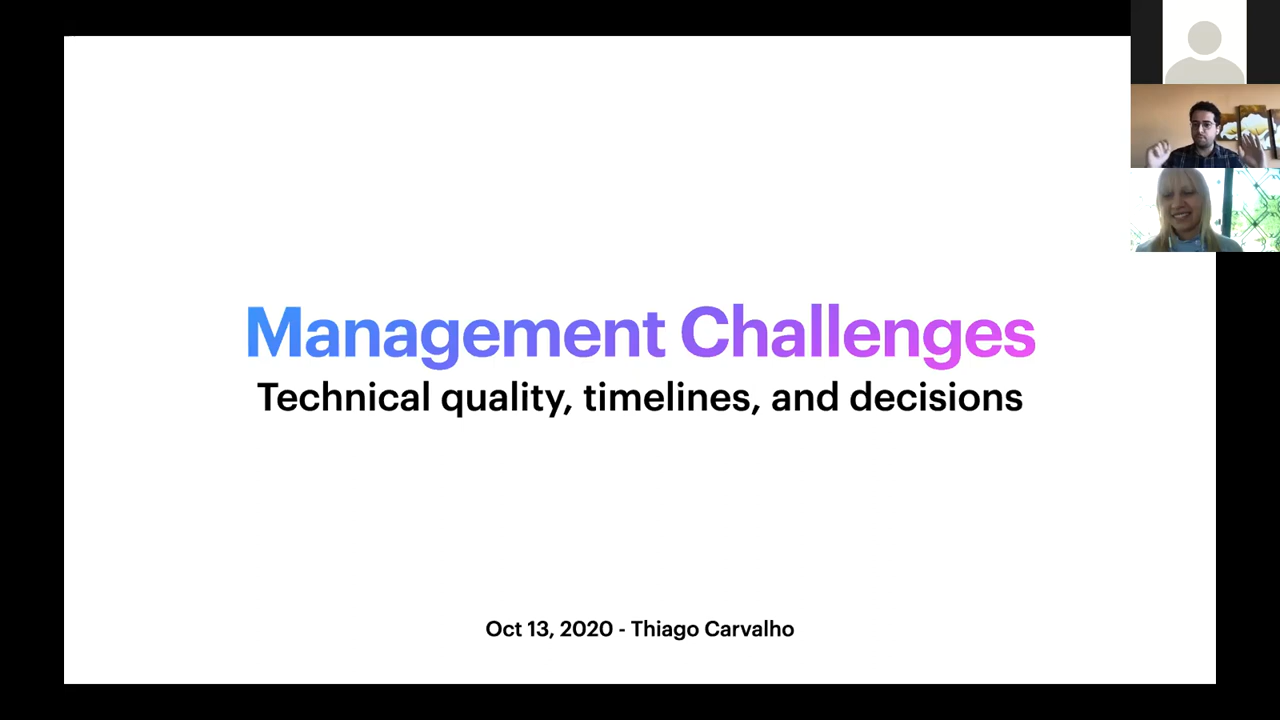 Management Challenges
Technical quality, timelines, and decisions
Oct 13, 2020 - Thiago Carvalho